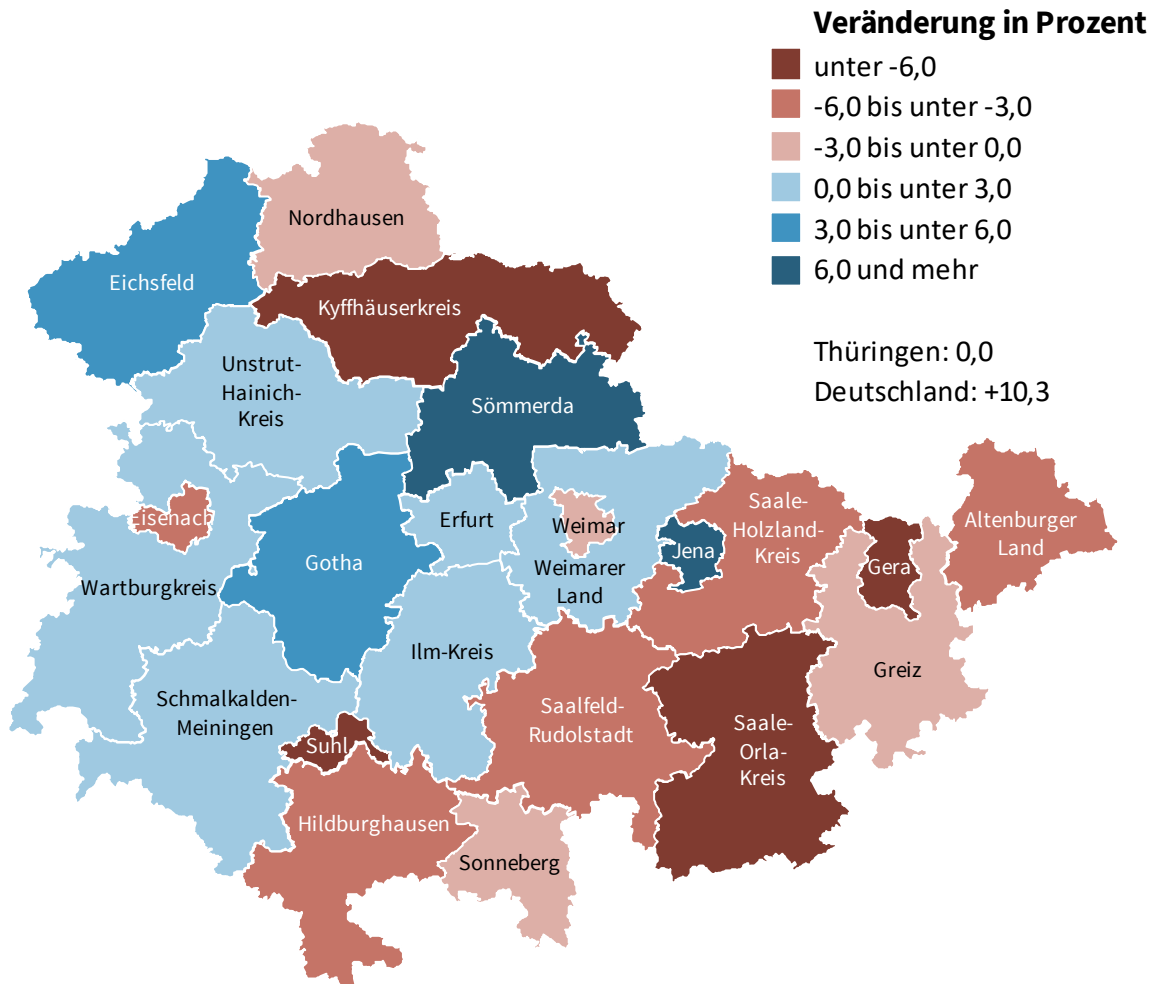 Veränderung in Prozent
unter -6,0
-6,0 bis unter -3,0
-3,0 bis unter 0,0
0,0 bis unter 3,0
3,0 bis unter 6,0
6,0 und mehr
Thüringen: 0,0
Deutschland: +10,3
Nordhausen
Eichsfeld
Kyffhäuserkreis
Unstrut-
Hainich-
Kreis
Sömmerda
Eisenach
Erfurt
Weimar
Saale-
Holzland-
Kreis
Altenburger
Land
Jena
Gera
Gotha
Weimarer
Land
Wartburgkreis
Ilm-Kreis
Greiz
Schmalkalden-
Meiningen
Saalfeld-
Rudolstadt
Saale-
Orla-
Kreis
Suhl
Hildburghausen
Sonneberg